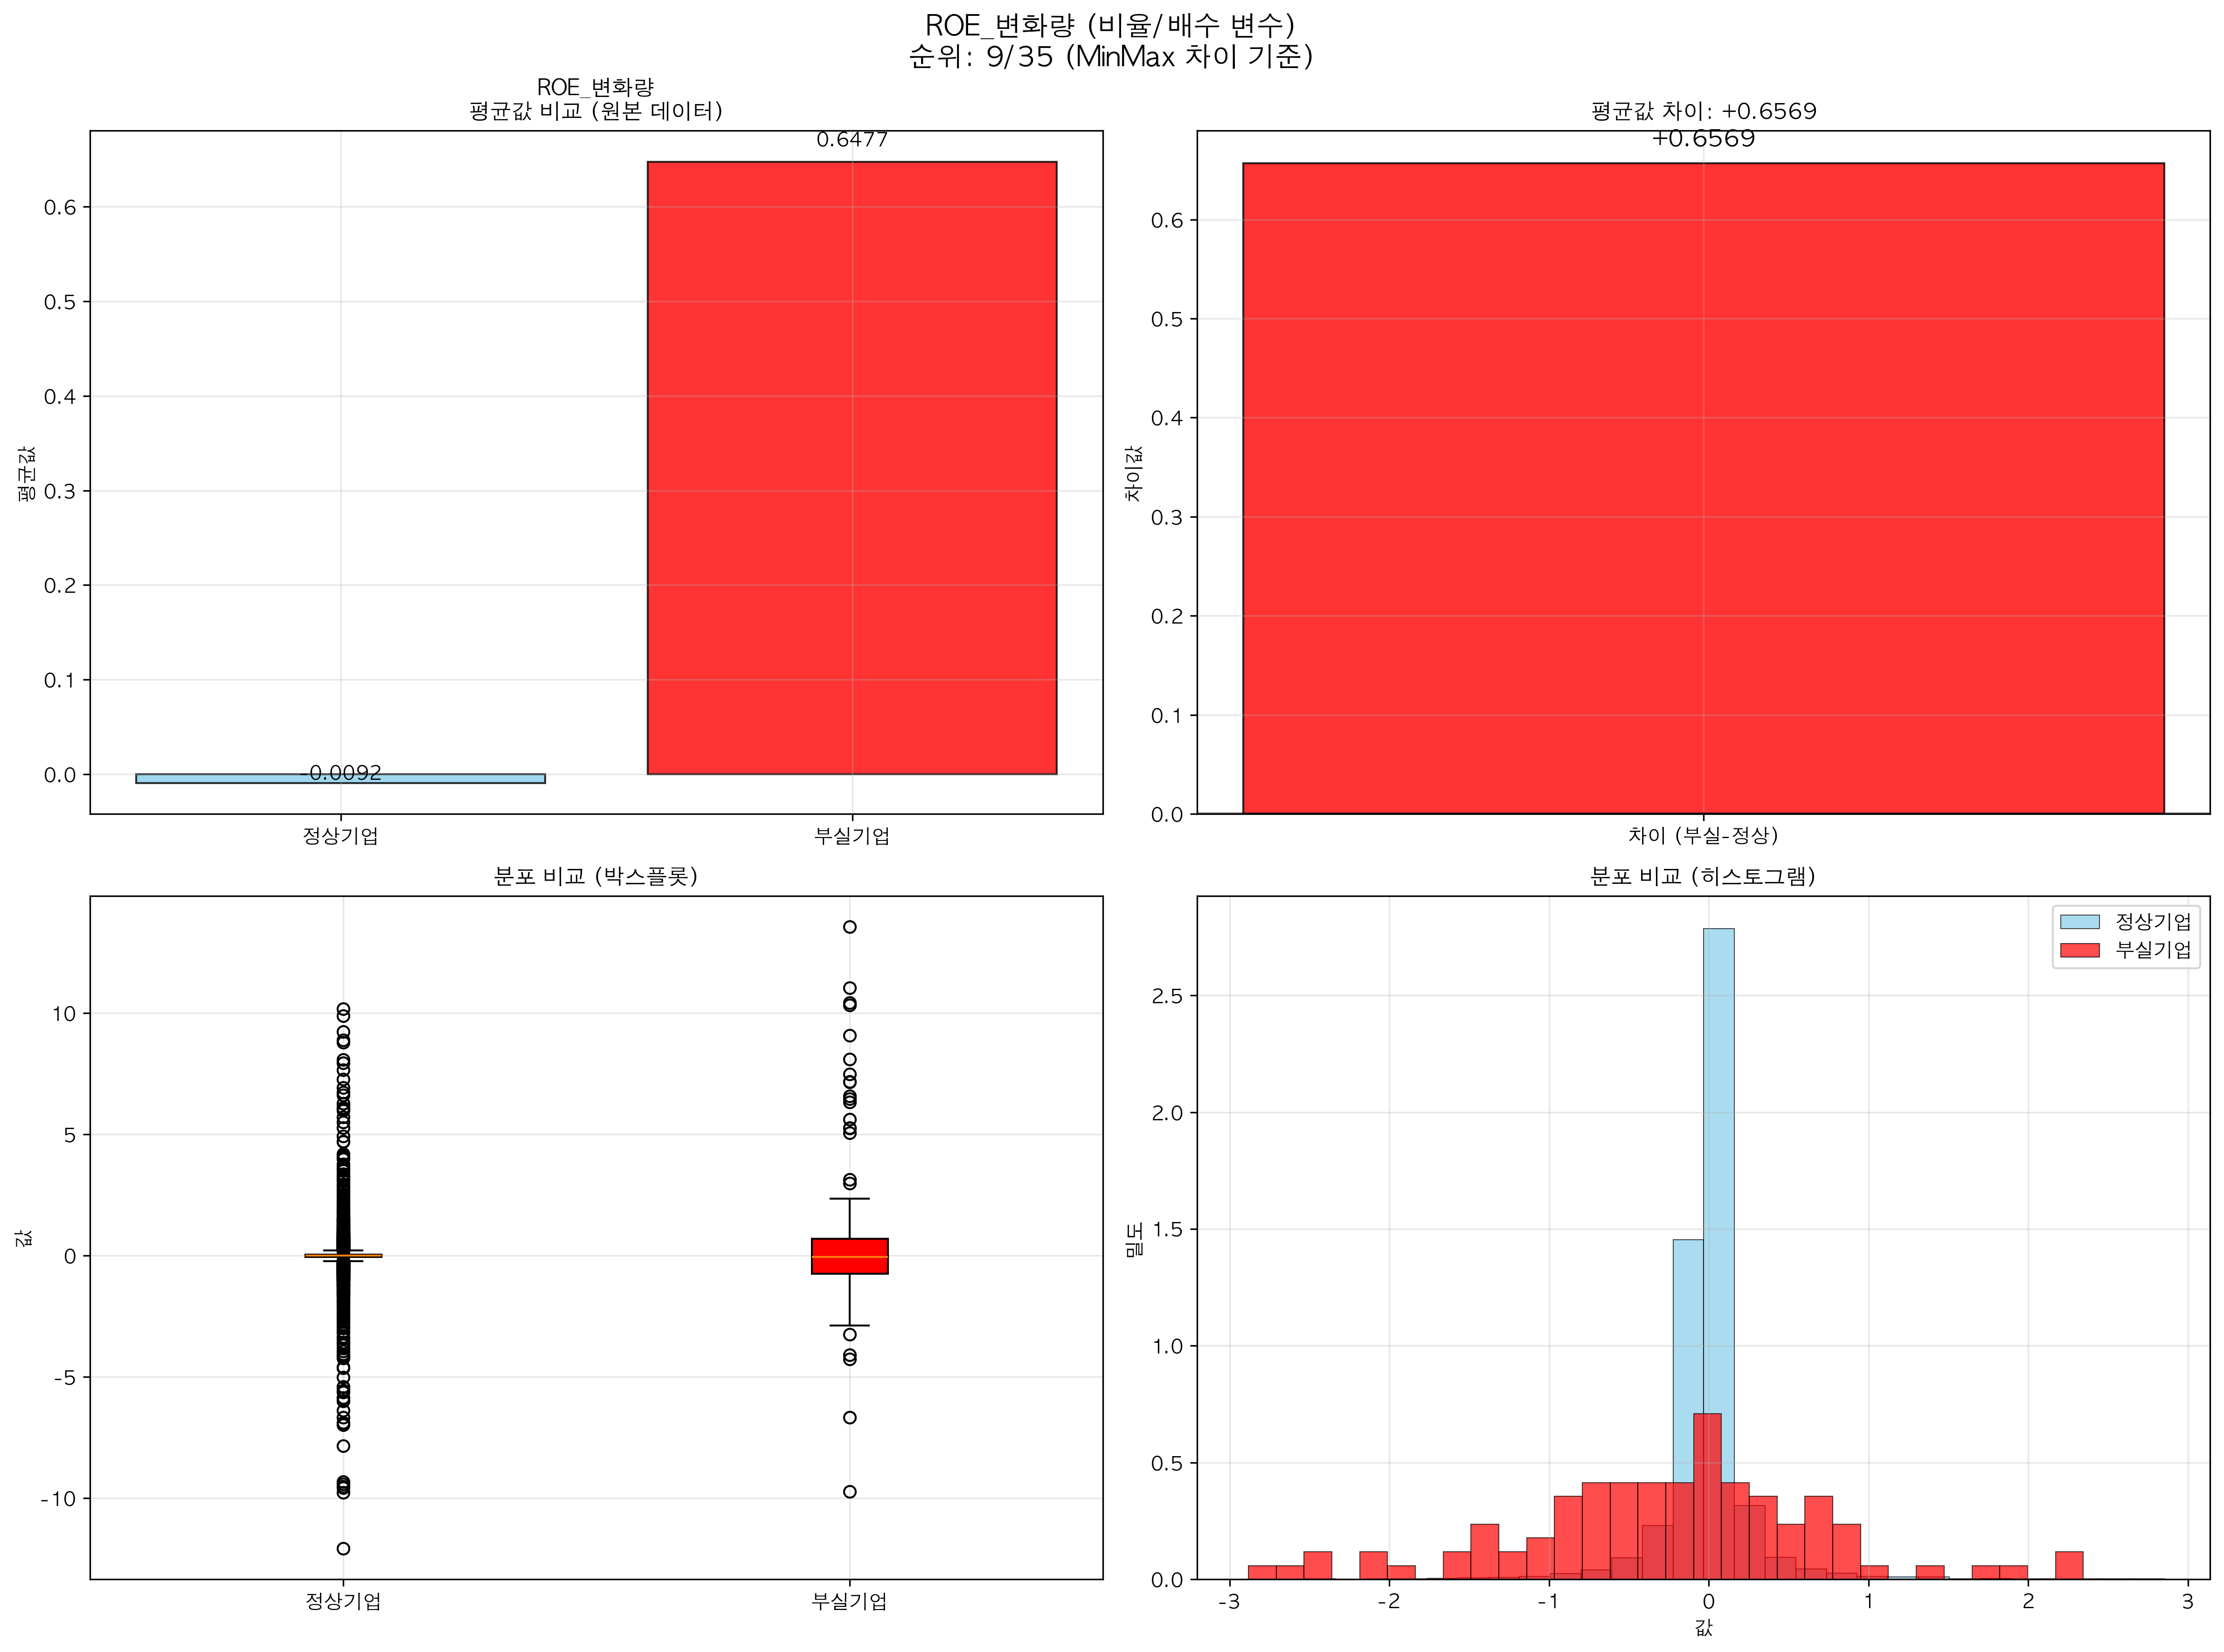 ROE_변화량 (비율/배수 변수)
순위: 9/35 (MinMax 차이 기준)
ROE_변화량
평균값 비교 (원본 데이터)
0.6477
-0.0092
0.6
0.5
0.4
0.3
0.2
0.1
0.0
평균값
정상기업
부실기업
평균값 차이: +0.6569
+0.6569
0.6
0.5
0.4
0.3
0.2
0.1
0.0
차이값
차이 (부실-정상)
분포 비교 (박스플롯)
10
5
0
-5
-10
값
정상기업
부실기업
분포 비교 (히스토그램)
정상기업
부실기업
2.5
2.0
1.5
1.0
0.5
0.0
밀도
-3
-2
-1
0
1
2
3
값